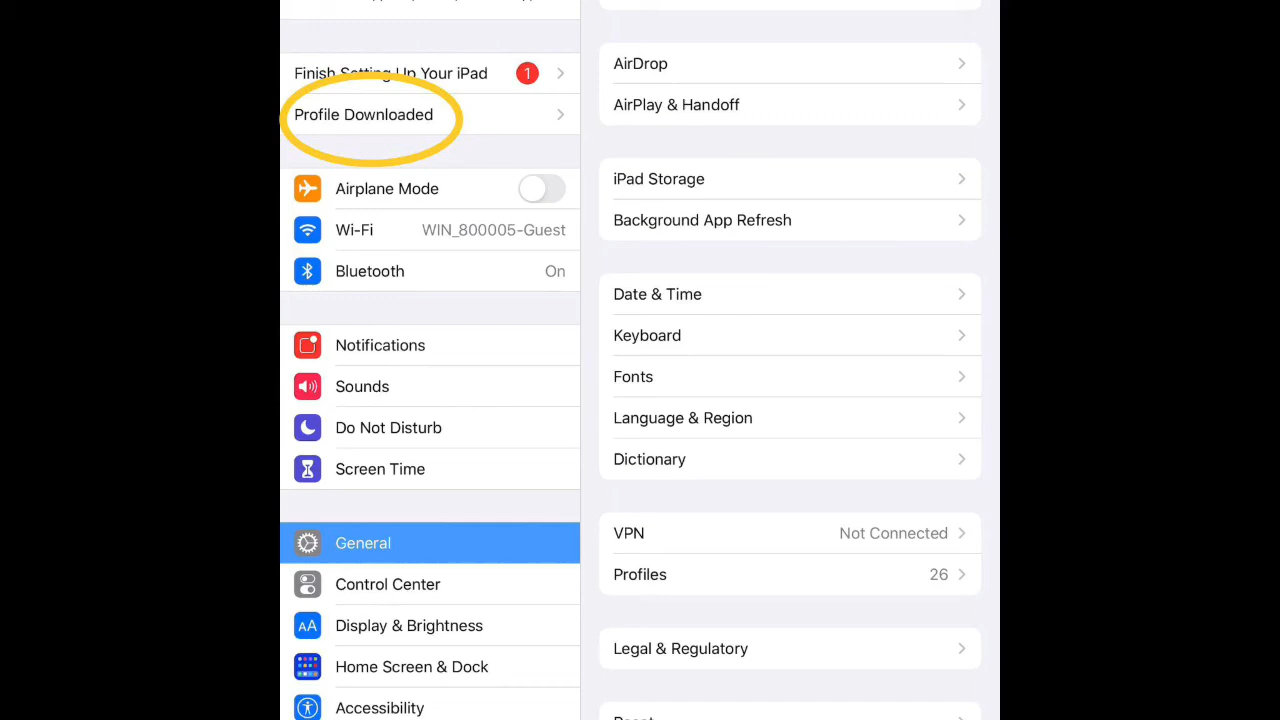 Finish Setting Up Your iPad 1
Profile Downloaded
Airplane Mode
Wi-Fi WIN_800005-Guest
Bluetooth On
Notifications
Sounds
Do Not Disturb
Screen Time
General
Control Center
AA Display & Brightness
Home Screen & Dock
Accessibility
AirDrop
AirPlay & Handoff
iPad Storage
Background App Refresh
Date & Time
Keyboard
Fonts
Language & Region
Dictionary
VPN Not Connected
Profiles 26
Legal & Regulatory